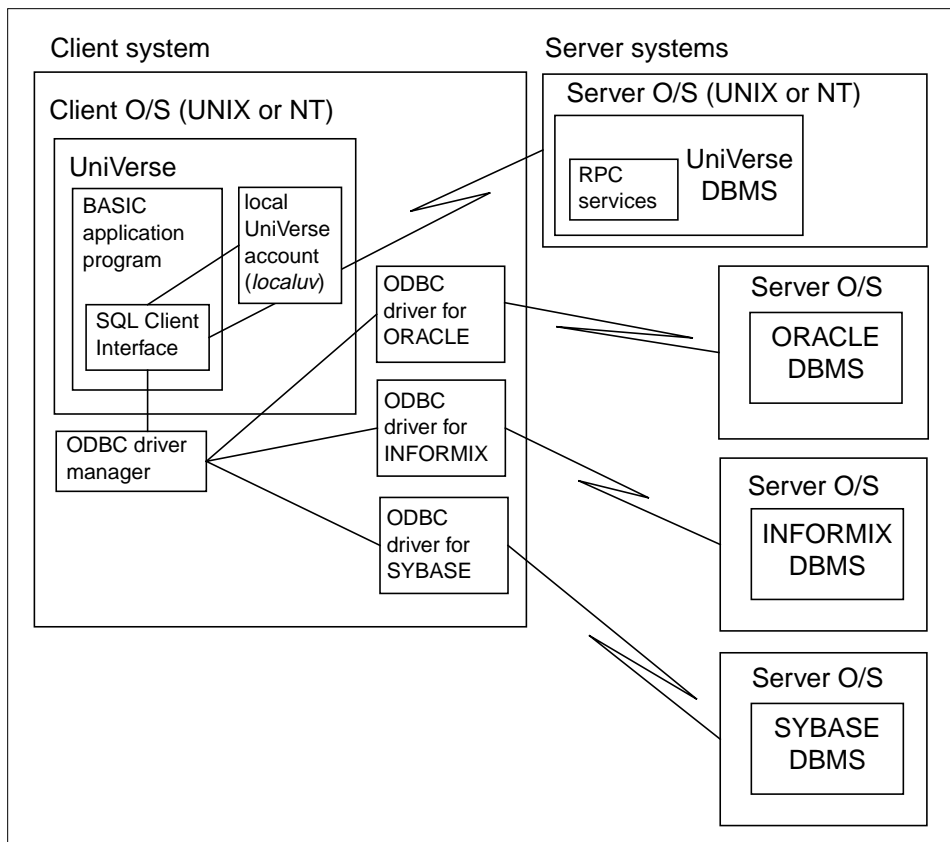 Client system
Client O/S (UNIX or NT)
UniVerse
BASIC
application
program
local
UniVerse
account
(localuv)
SQL Client
Interface
ODBC driver
manager
ODBC
driver for
ORACLE
ODBC
driver for
INFORMIX
ODBC
driver for
SYBASE
Server systems
Server O/S (UNIX or NT)
UniVerse
DBMS
RPC
services
Server O/S
ORACLE
DBMS
Server O/S
INFORMIX
DBMS
Server O/S
SYBASE
DBMS